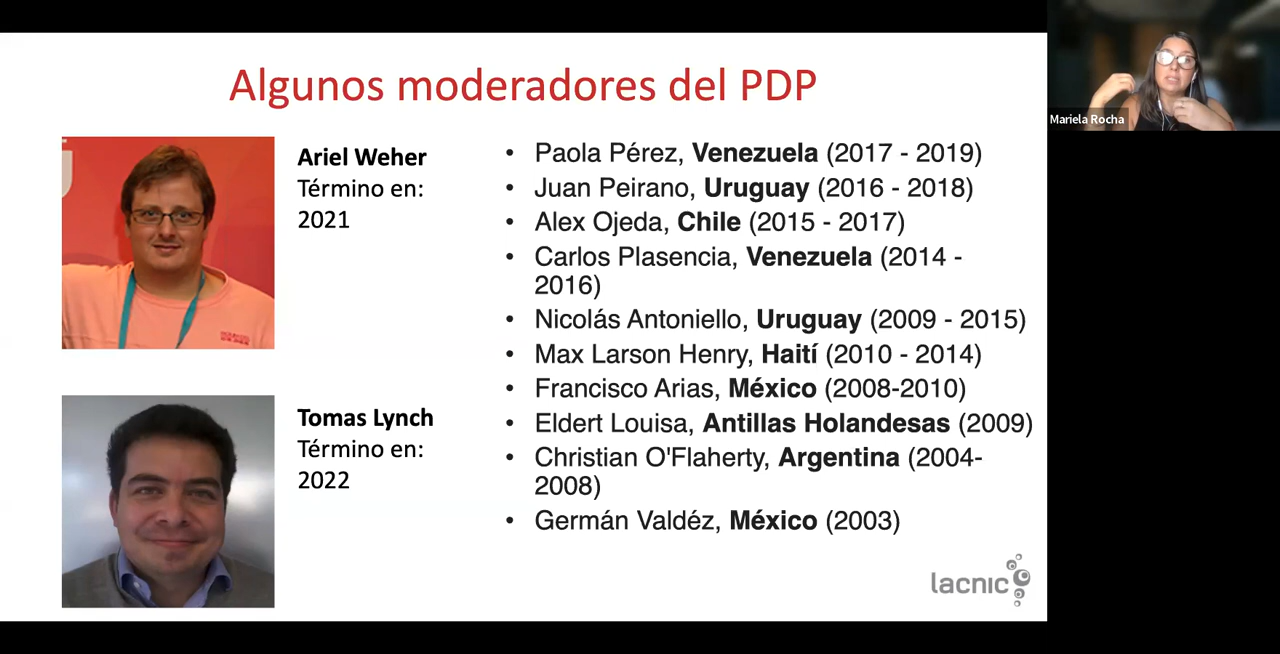 Algunos moderadores del PDP
Ariel Weher
Término en:
2021
Tomas Lynch
Término en:
2022
• Paola Pérez, Venezuela (2017 - 2019)
• Juan Peirano, Uruguay (2016 - 2018)
• Alex Ojeda, Chile (2015 - 2017)
• Carlos Plasencia, Venezuela (2014 -
2016)
• Nicolás Antoniello, Uruguay (2009 - 2015)
• Max Larson Henry, Haití (2010 - 2014)
• Francisco Arias, México (2008-2010)
• Eldert Louisa, Antillas Holandesas (2009)
• Christian O'Flaherty, Argentina (2004-
2008)
• Germán Valdéz, México (2003)
lacnic
Mariela Rocha